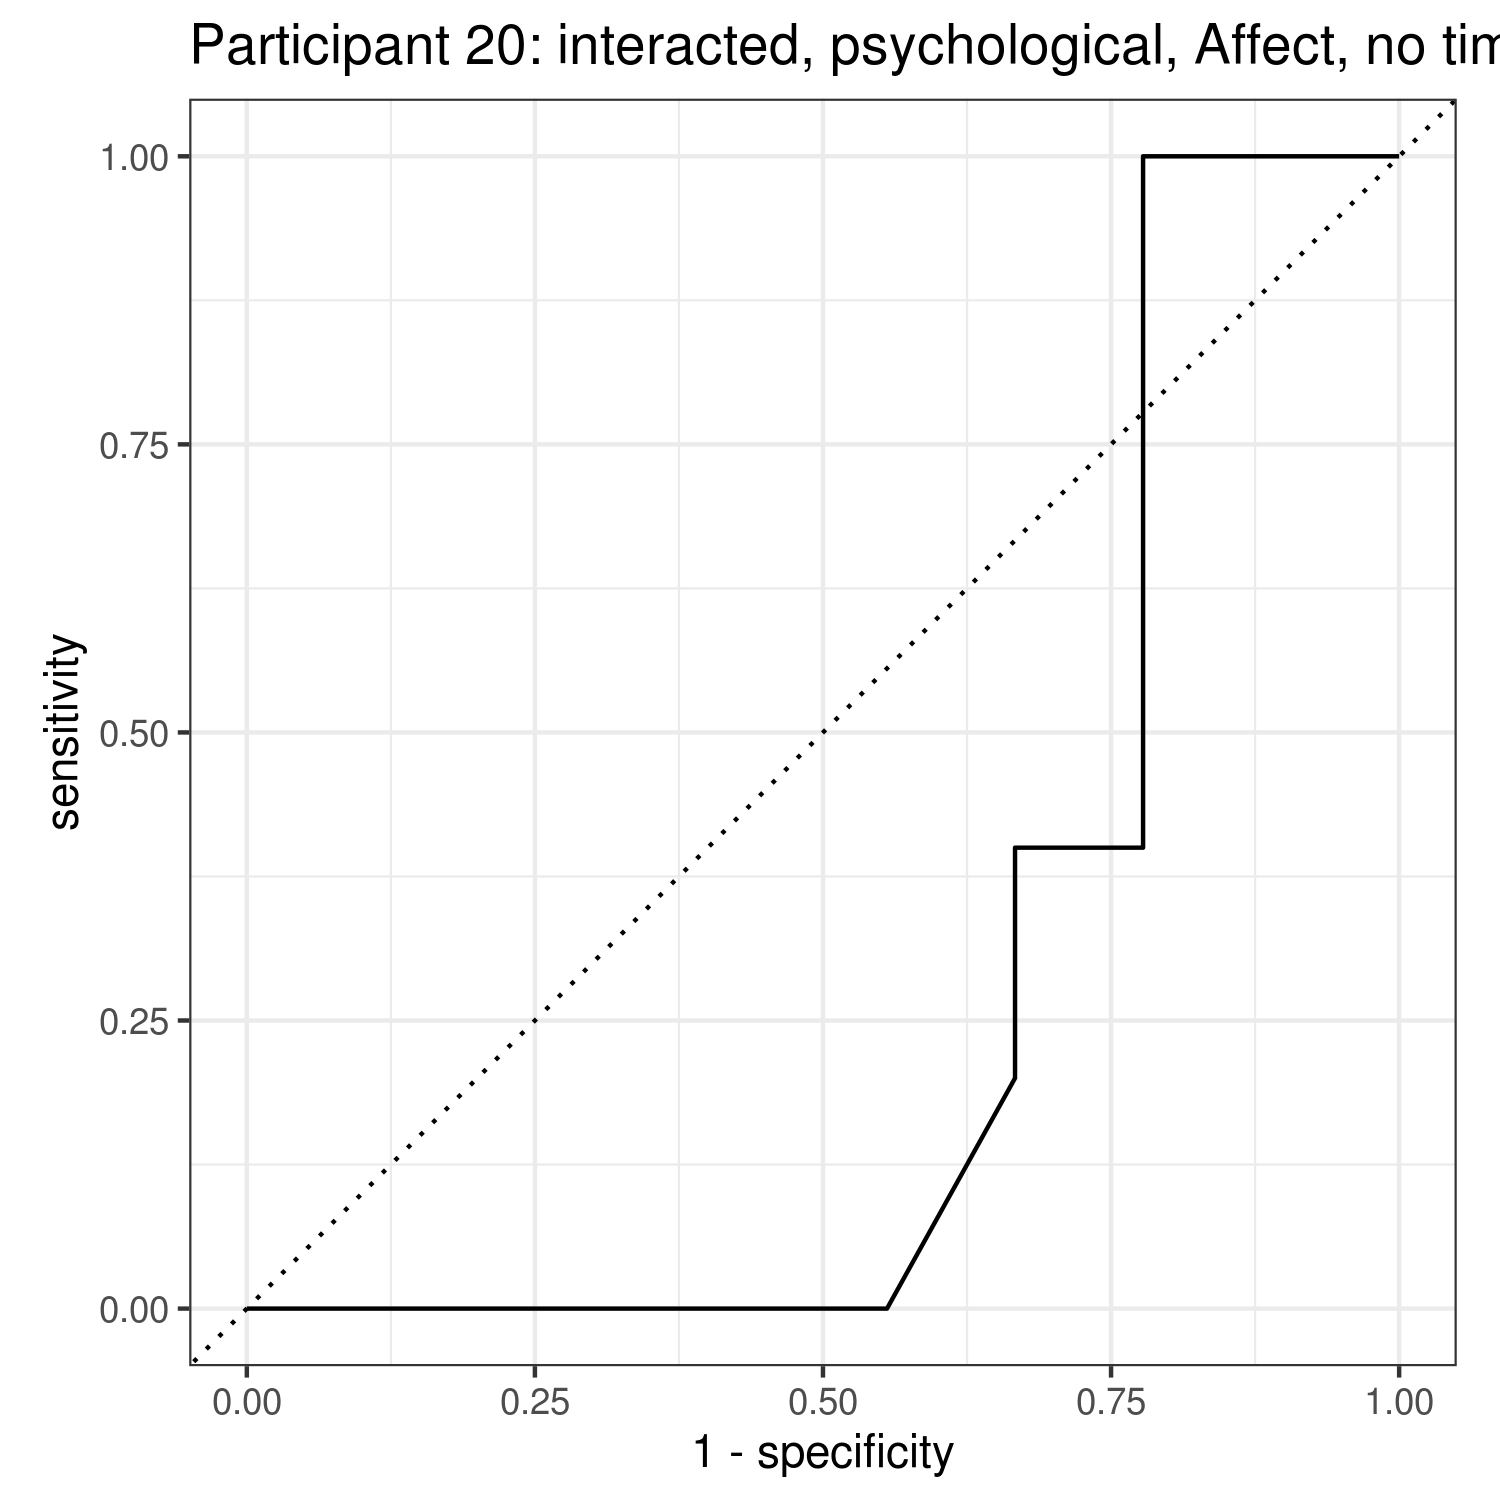 Participant 20: interacted, psychological, Affect, no
1.00
0.75
0.50
0.25
0.00
sensitivity
0.00 0.25 0.50 0.75 1.00
1 - specificity